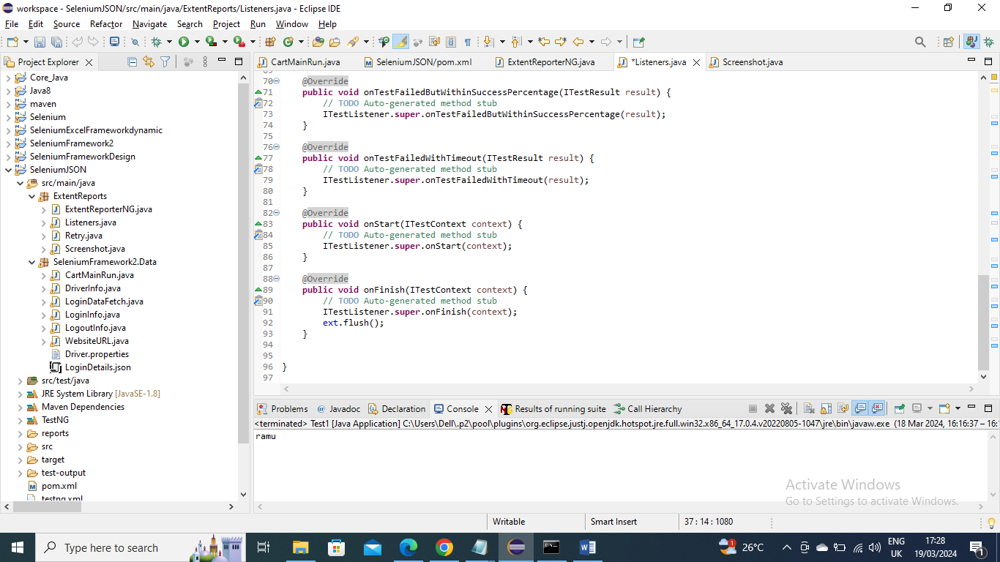 workspace - SeleniumJSON/src/main/java/ExtentReports/Listeners.java - Eclipse IDE
File Edit Source Refactor Navigate Search Project Run Window Help
Project Explorer
CartMainRun.java SeleniumJSON/pom.xml ExtentReporterNG.java *Listeners.java Screenshot.java
Core_Java
Java8
maven
Selenium
SeleniumExcelFrameworkdynamic
SeleniumFramework2
SeleniumFrameworkDesign
SeleniumJSON
src/main/java
ExtentReports
ExtentReporterNG.java
Listeners.java
Retry.java
Screenshot.java
SeleniumFramework2.Data
CartMainRun.java
DriverInfo.java
LoginDataFetch.java
LoginInfo.java
LogoutInfo.java
WebsiteURL.java
Driver.properties
LoginDetails.json
src/test/java
JRE System Library [JavaSE-1.8]
Maven Dependencies
TestNG
reports
src
target
test-output
pom.xml
testng.xml
69
70 @Override
71 public void onTestFailedButWithinSuccessPercentage(ITestResult result) {
72 // TODO Auto-generated method stub
73 ITestListener.super.onTestFailedButWithinSuccessPercentage(result);
74 }
75
76 @Override
77 public void onTestFailedWithTimeout(ITestResult result) {
78 // TODO Auto-generated method stub
79 ITestListener.super.onTestFailedWithTimeout(result);
80 }
81
82 @Override
83 public void onStart(ITestContext context) {
84 // TODO Auto-generated method stub
85 ITestListener.super.onStart(context);
86 }
87
88 @Override
89 public void onFinish(ITestContext context) {
90 // TODO Auto-generated method stub
91 ITestListener.super.onFinish(context);
92 ext.flush();
93 }
94
95
96 }
97
Problems @ Javadoc Declaration Console Results of running suite Call Hierarchy
<terminated> Test1 [Java Application] C:\Users\Dell\.p2\pool\plugins\org.eclipse.justj.openjdk.hotspot.jre.full.win32.x86_64_17.0.4.v20220805-1047\jre\bin\javaw.exe (18 Mar 2024, 16:16:37 – 16:
ramu
Activate Windows
Go to Settings to activate Windows.
Writable Smart Insert 37 : 14 : 1080
Type here to search
1 26°C ENG UK 17:28 19/03/2024 1